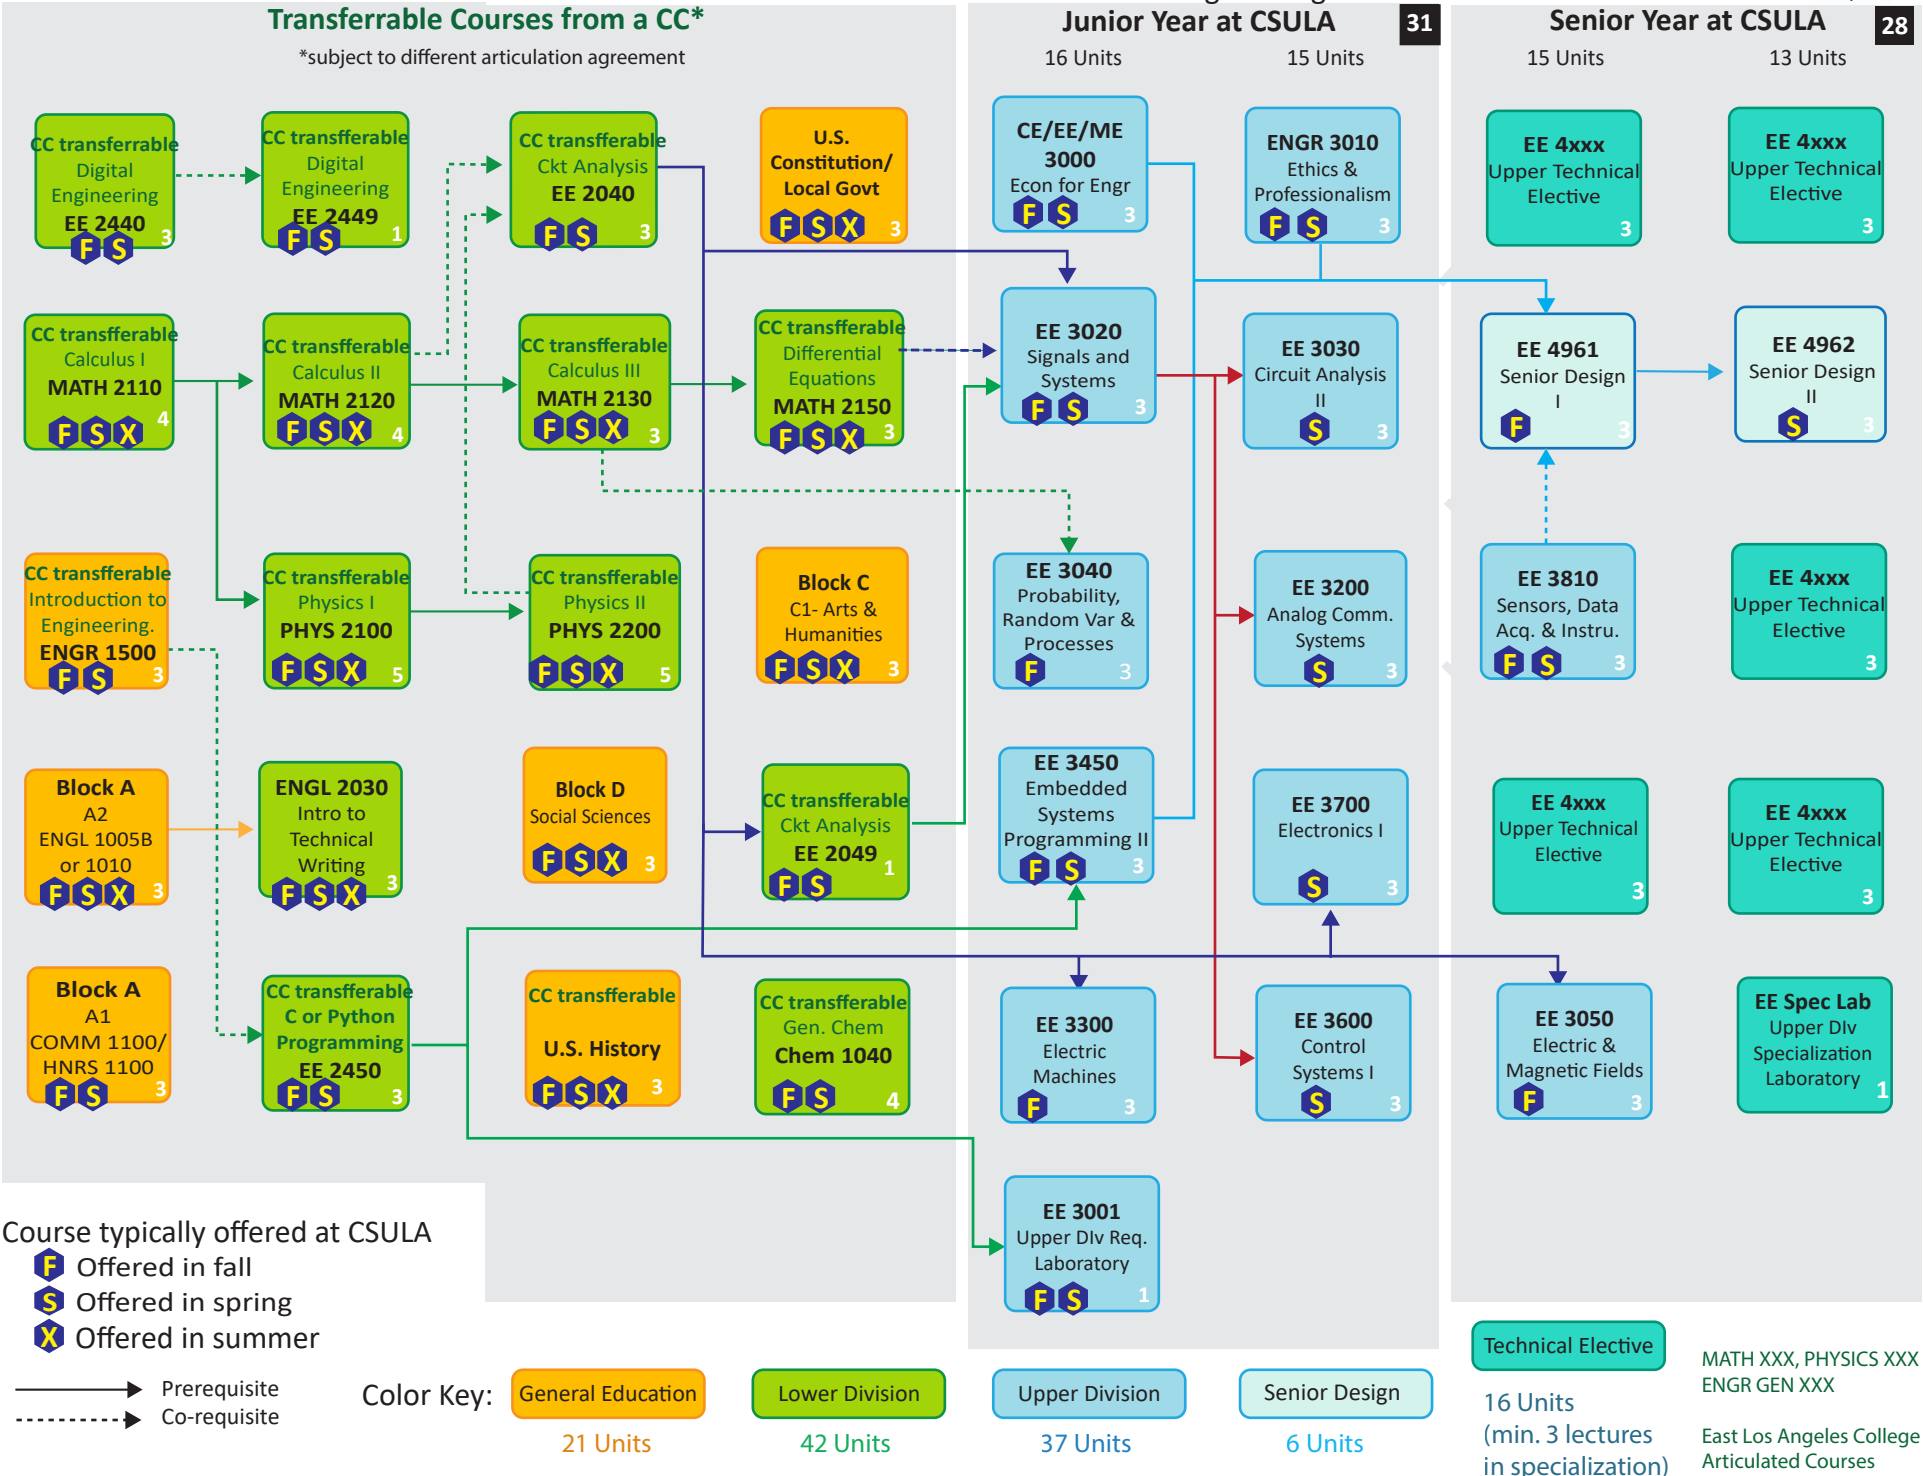 Transferrable Courses from a CC*
*subject to different articulation agreement
Junior Year at CSULA
31
16 Units
15 Units
Senior Year at CSULA
28
15 Units
13 Units
CC transferrable
Digital
Engineering
EE 2440
F S
3
CC transfferable
Digital
Engineering
EE 2449
F S
1
CC transfferable
Ckt Analysis
EE 2040
F S
3
U.S.
Constitution/
Local Govt
F S X
3
CE/EE/ME
3000
Econ for Engr
F S
3
ENGR 3010
Ethics &
Professionalism
F S
3
EE 4xxx
Upper Technical
Elective
3
EE 4xxx
Upper Technical
Elective
3
CC transfferable
Calculus I
MATH 2110
F S X
4
CC transfferable
Calculus II
MATH 2120
F S X
4
CC transfferable
Calculus III
MATH 2130
F S X
3
CC transfferable
Differential
Equations
MATH 2150
F S X
3
EE 3020
Signals and
Systems
F S
3
EE 3030
Circuit Analysis
II
S
3
EE 4961
Senior Design
I
F
3
EE 4962
Senior Design
II
S
3
CC transfferable
Introduction to
Engineering.
ENGR 1500
F S
3
CC transfferable
Physics I
PHYS 2100
F S X
5
CC transfferable
Physics II
PHYS 2200
F S X
5
Block C
C1- Arts &
Humanities
F S X
3
EE 3040
Probability,
Random Var &
Processes
F
3
EE 3200
Analog Comm.
Systems
S
3
EE 3810
Sensors, Data
Acq. & Instru.
F S
3
EE 4xxx
Upper Technical
Elective
3
Block A
A2
ENGL 1005B
or 1010
F S X
3
ENGL 2030
Intro to
Technical
Writing
F S X
3
Block D
Social Sciences
F S X
3
CC transfferable
Ckt Analysis
EE 2049
F S
1
EE 3450
Embedded
Systems
Programming II
F S
3
EE 3700
Electronics I
S
3
EE 4xxx
Upper Technical
Elective
3
EE 4xxx
Upper Technical
Elective
3
Block A
A1
COMM 1100/
HNRS 1100
F S
3
CC transfferable
C or Python
Programming
EE 2450
F S
3
CC transfferable
U.S. History
F S X
3
CC transfferable
Gen. Chem
Chem 1040
F S
4
EE 3300
Electric
Machines
F
3
EE 3600
Control
Systems I
S
3
EE 3050
Electric &
Magnetic Fields
F
3
EE Spec Lab
Upper DIv
Specialization
Laboratory
1
EE 3001
Upper DIv Req.
Laboratory
F S
1
Course typically offered at CSULA
F Offered in fall
S Offered in spring
X Offered in summer
Prerequisite
Co-requisite
Color Key:
General Education
21 Units
Lower Division
42 Units
Upper Division
37 Units
Senior Design
6 Units
Technical Elective
16 Units
(min. 3 lectures
in specialization)
MATH XXX, PHYSICS XXX
ENGR GEN XXX
East Los Angeles College
Articulated Courses